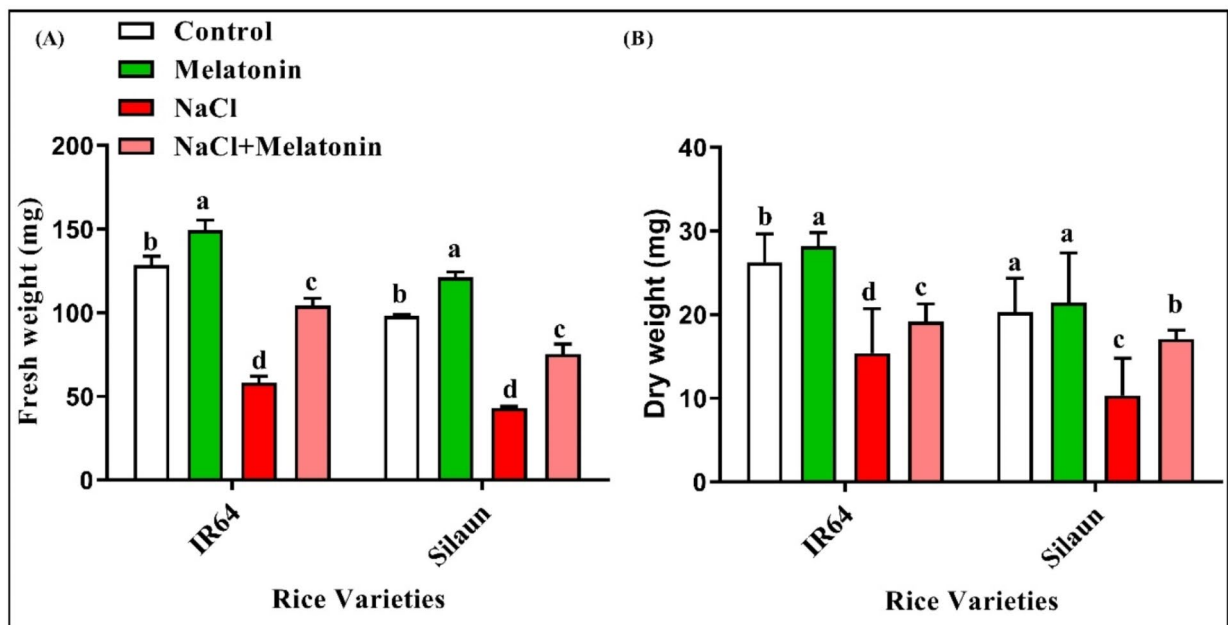 (A)
Control
Melatonin
NaCl
NaCl+Melatonin
Fresh weight (mg)
200
150
100
50
0
b
a
d
c
b
a
d
c
IR64
Silaun
Rice Varieties
(B)
Dry weight (mg)
40
30
20
10
0
b
a
d
c
a
a
c
b
IR64
Silaun
Rice Varieties